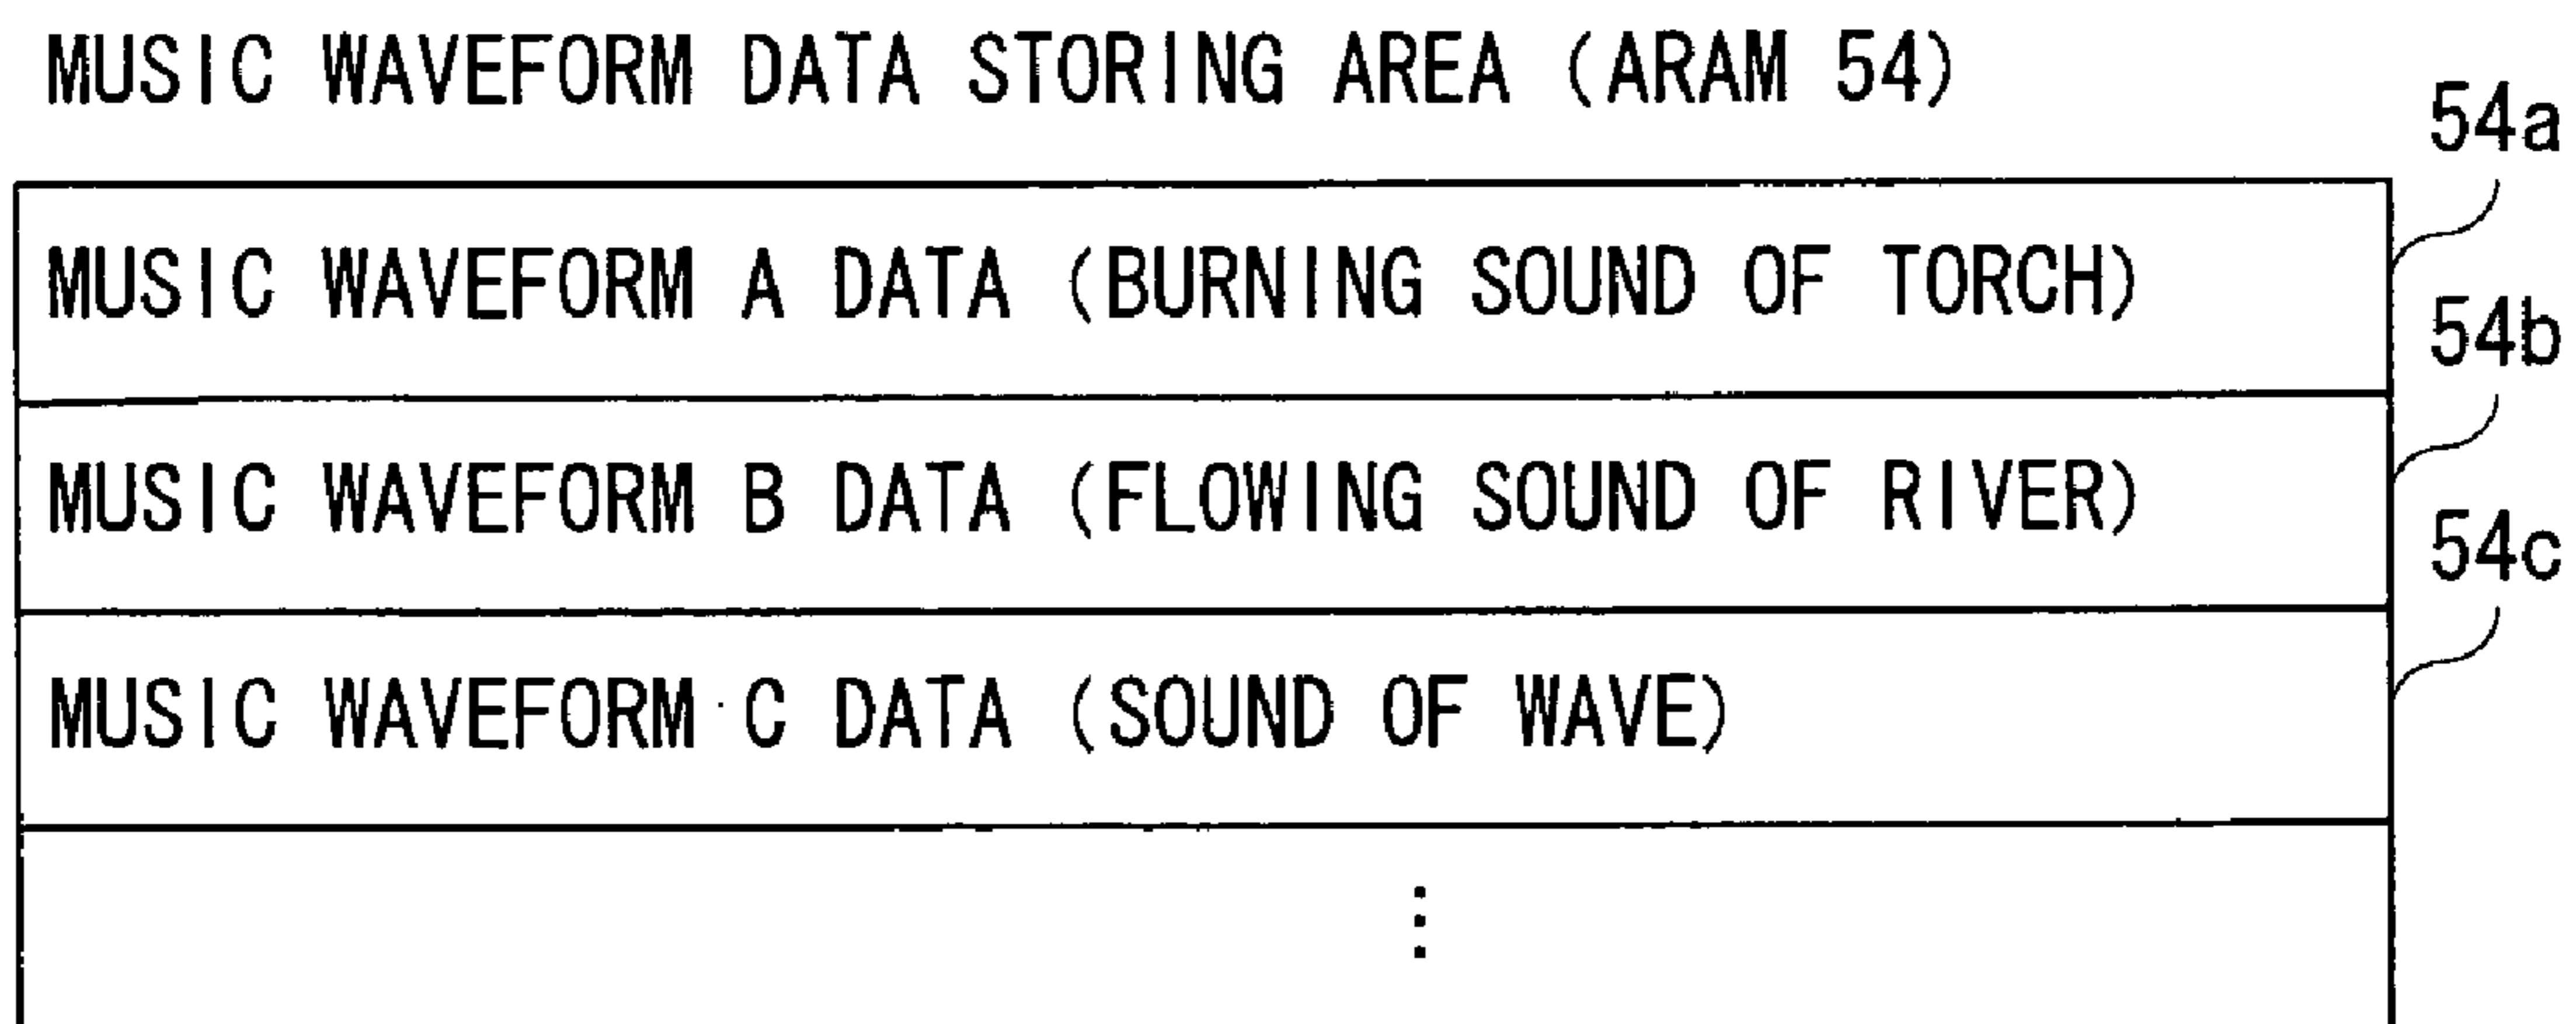 MUSIC WAVEFORM DATA STORING AREA (ARAM 54)
54a
MUSIC WAVEFORM A DATA (BURNING SOUND OF TORCH)
54b
MUSIC WAVEFORM B DATA (FLOWING SOUND OF RIVER)
54c
MUSIC WAVEFORM C DATA (SOUND OF WAVE)
⋮